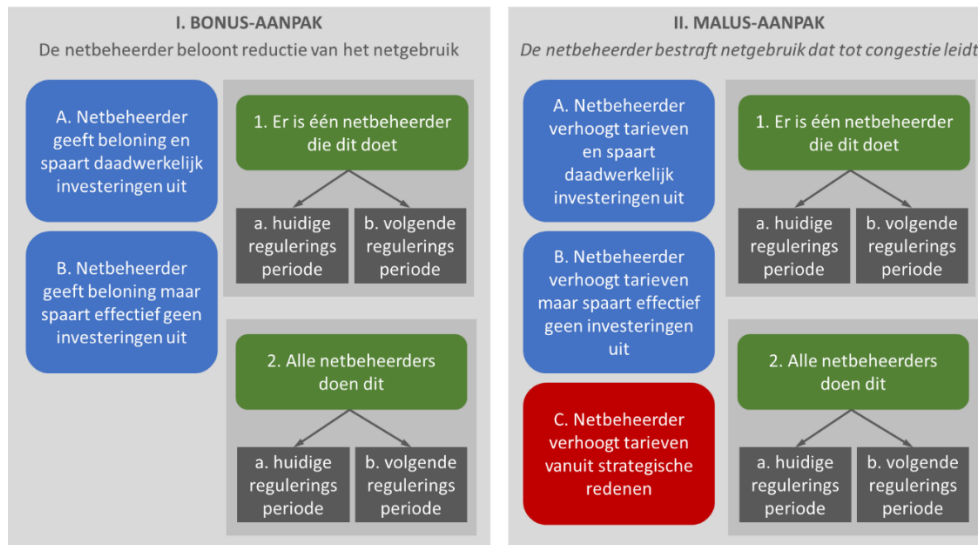 I. BONUS-AANPAK
De netbeheerder beloont reductie van het netgebruik
A. Netbeheerder
geeft beloning en
spaart daadwerkelijk
investeringen uit
B. Netbeheerder
geeft beloning maar
spaart effectief geen
investeringen uit
1. Er is één netbeheerder
die dit doet
a. huidige
regulerings
periode
b. volgende
regulerings
periode
2. Alle netbeheerders
doen dit
a. huidige
regulerings
periode
b. volgende
regulerings
periode
II. MALUS-AANPAK
De netbeheerder bestraft netgebruik dat tot congestie leidt
A. Netbeheerder
verhoogt tarieven
en spaart
daadwerkelijk
investeringen uit
B. Netbeheerder
verhoogt tarieven
maar spaart effectief
geen investeringen
uit
C. Netbeheerder
verhoogt tarieven
vanuit strategische
redenen
1. Er is één netbeheerder
die dit doet
a. huidige
regulerings
periode
b. volgende
regulerings
periode
2. Alle netbeheerders
doen dit
a. huidige
regulerings
periode
b. volgende
regulerings
periode